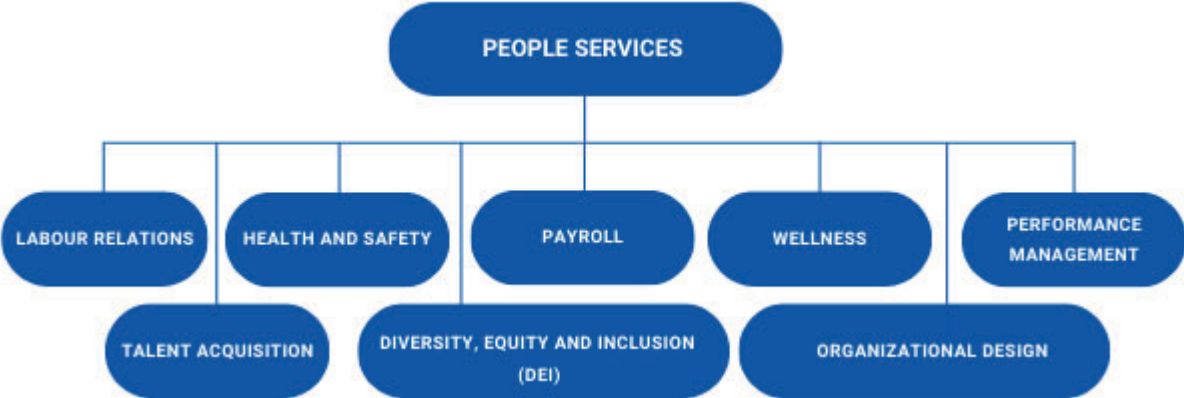 PEOPLE SERVICES
LABOUR RELATIONS
HEALTH AND SAFETY
PAYROLL
WELLNESS
PERFORMANCE
MANAGEMENT
TALENT ACQUISITION
DIVERSITY, EQUITY AND INCLUSION
(DEI)
ORGANIZATIONAL DESIGN